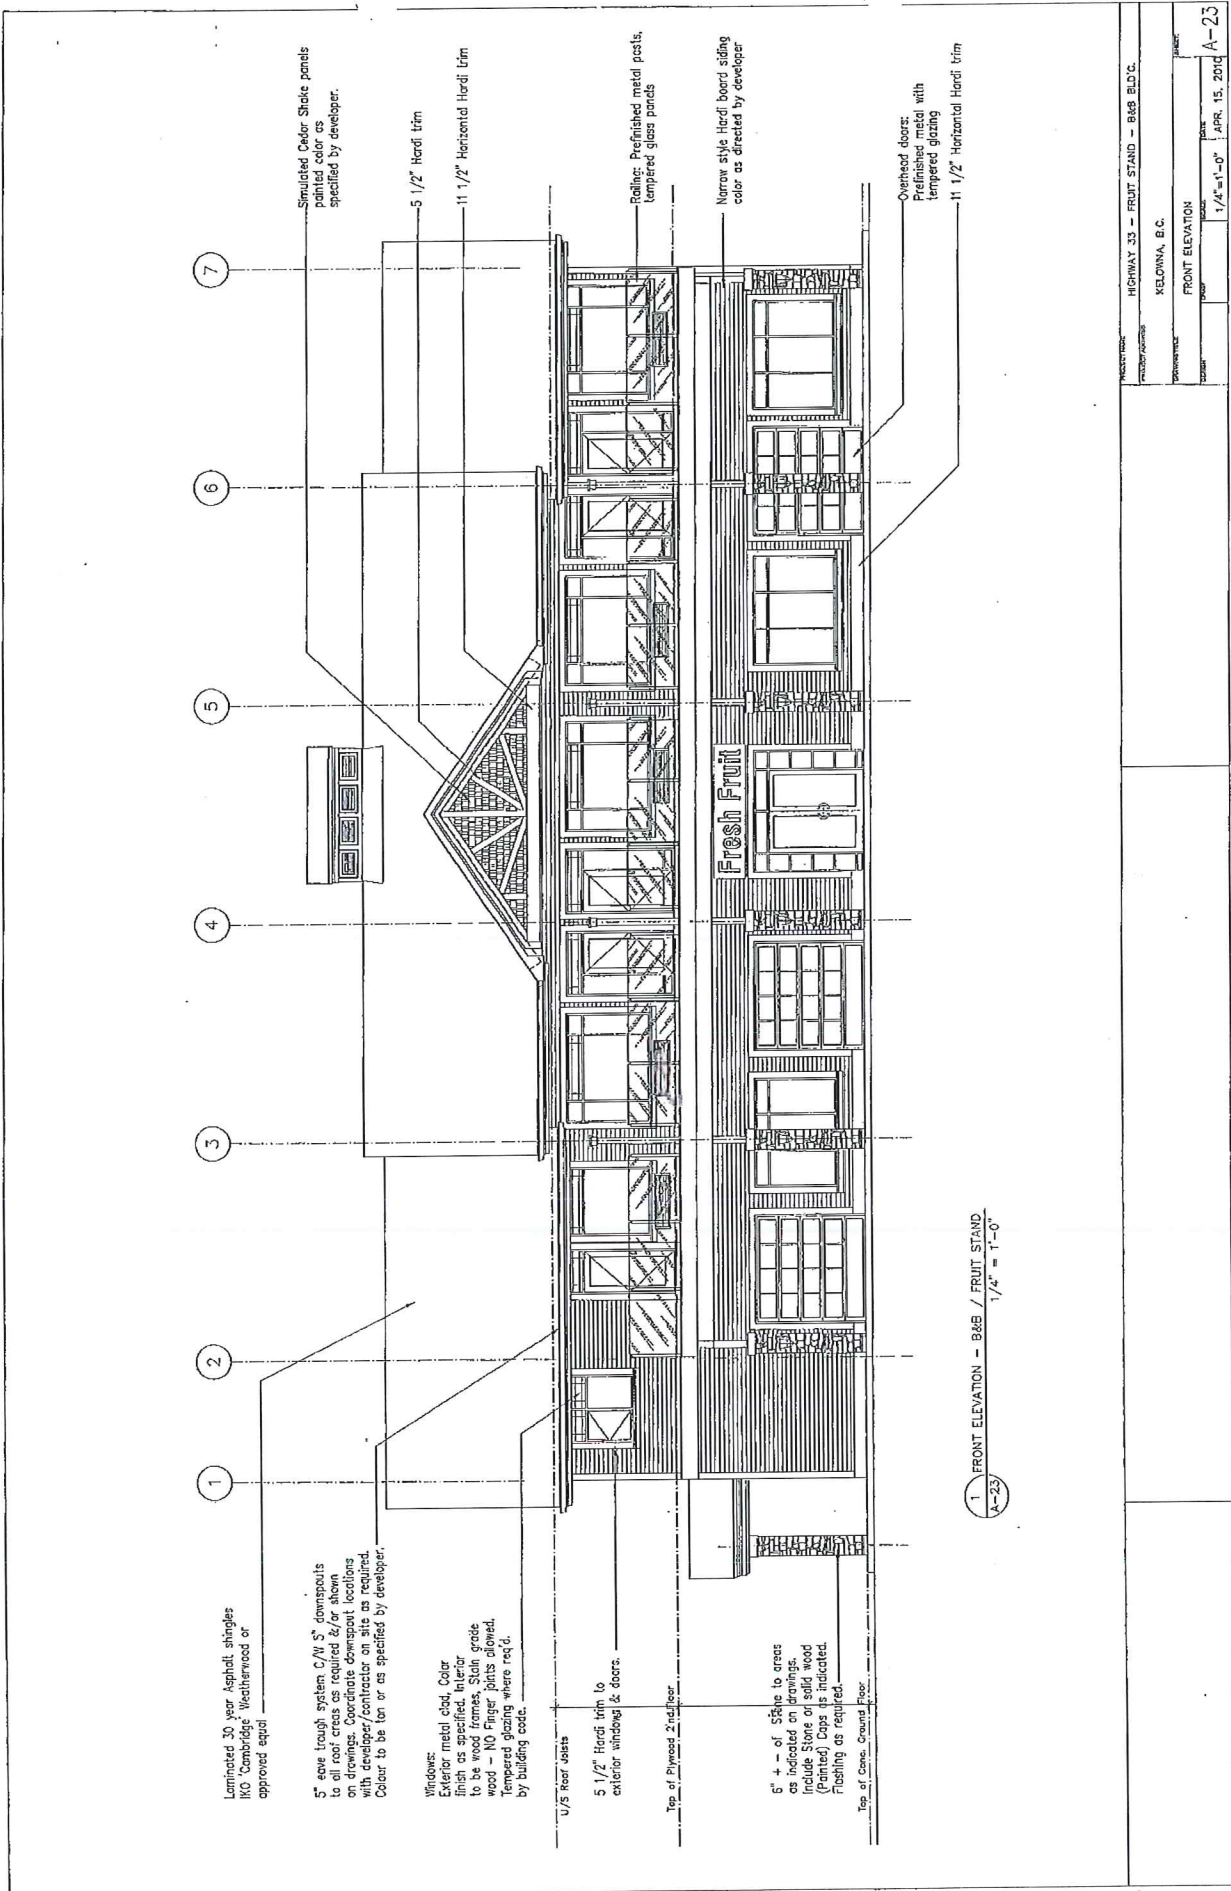 Laminated 30 year Asphalt shingles
IKO 'Cambridge' Weatherwood or
approved equal
5" eave trough system C/W 5" downspouts
to all roof areas as required &/or shown
on drawings. Coordinate downspout locations
with developer/contractor on site as required.
Colour to be tan or as specified by developer.
Windows:
Exterior metal clad, Color
finish as specified. Interior
to be wood frames, Stain grade
wood - NO Finger joints allowed.
Tempered glazing where req'd.
by building code.
U/S Roof Joists
5 1/2" Hardi trim to
exterior windows & doors.
Top of Plywood 2'nd Floor
6" + - of Stone to areas
as indicated on drawings.
Include Stone or solid wood
(Painted) Caps as indicated.
Flashing as required.
Top of Conc. Ground Floor
1
2
3
4
5
6
7
Fresh Fruit
Simulated Cedar Shake panels
painted color as
specified by developer.
5 1/2" Hardi trim
11 1/2" Horizontal Hardi trim
Railing: Prefinished metal posts,
tempered glass panels
Narrow style Hardi board siding
color as directed by developer
Overhead doors:
Prefinished metal with
tempered glazing
11 1/2" Horizontal Hardi trim
1
A-23
FRONT ELEVATION - B&B / FRUIT STAND
1/4" = 1'-0"
HIGHWAY 33 - FRUIT STAND - B&B BLD'G.
KELOWNA, B.C.
FRONT ELEVATION
SCALE
1/4"=1'-0"
DATE
APR. 15, 2010
SHEET
A-23